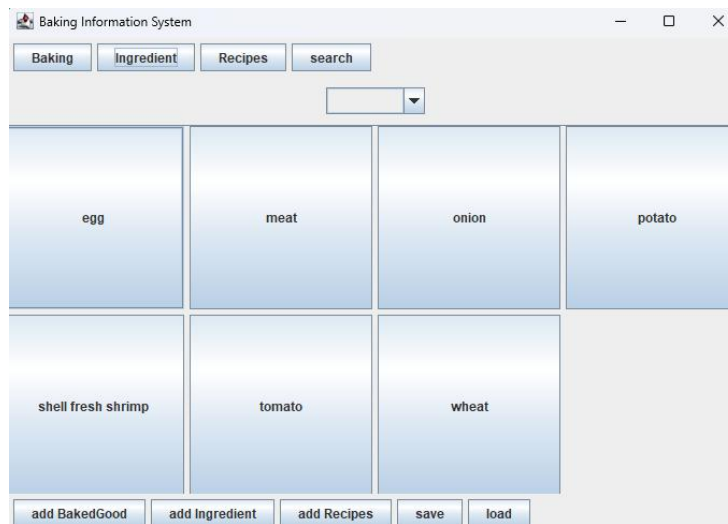 Baking Information System
Baking Ingredient Recipes search
egg meat onion potato
shell fresh shrimp tomato wheat
add BakedGood add Ingredient add Recipes save load